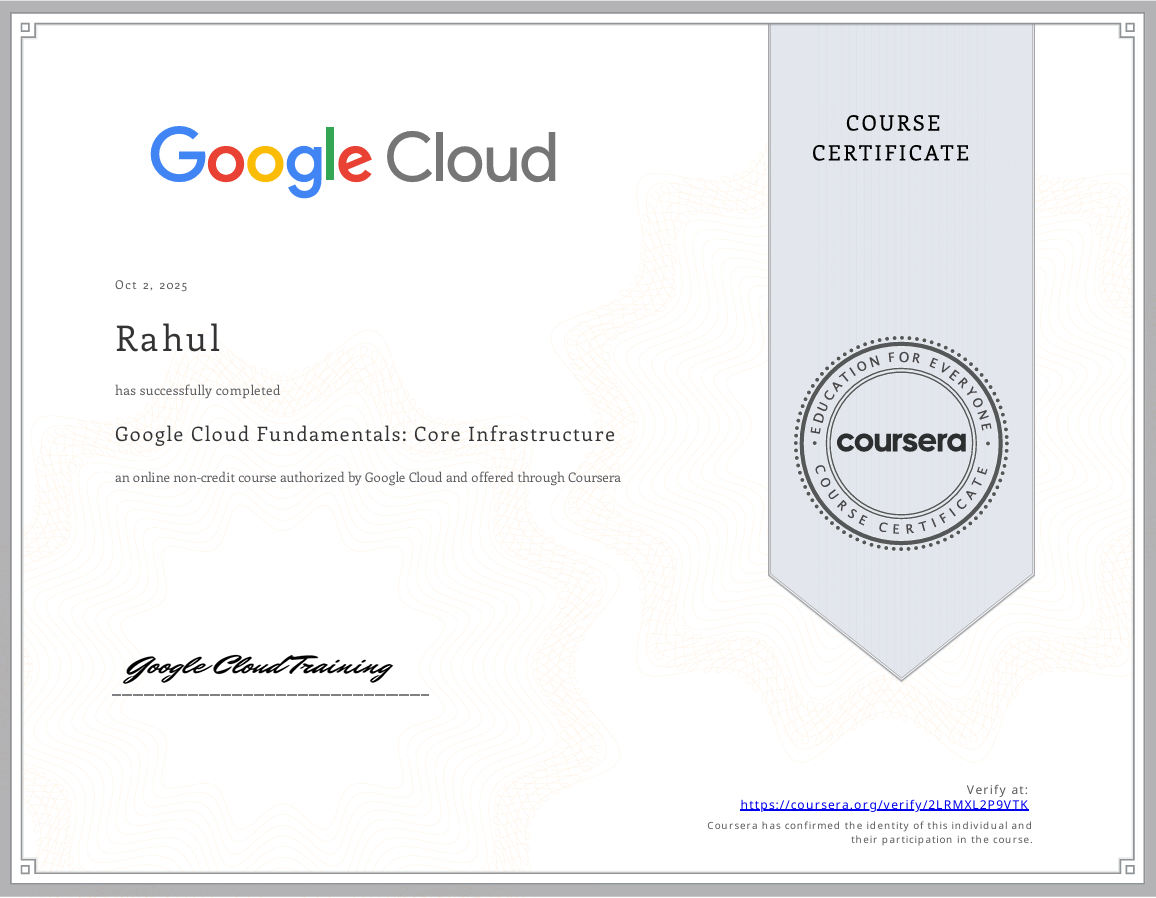 Google Cloud
COURSE
CERTIFICATE
Oct 2, 2025
Rahul
has successfully completed
Google Cloud Fundamentals: Core Infrastructure
an online non-credit course authorized by Google Cloud and offered through Coursera
EDUCATION FOR EVERYONE
coursera
COURSE CERTIFICATE
Google Cloud Training
Verify at:
https://coursera.org/verify/2LRMXL2P9VTK
Coursera has confirmed the identity of this individual and
their participation in the course.